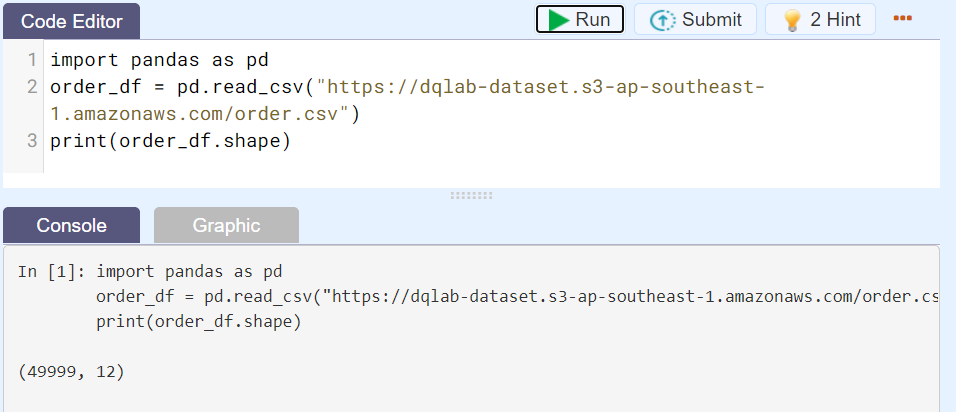 Code Editor
Run
Submit
2 Hint
1 import pandas as pd
2 order_df = pd.read_csv("https://dqlab-dataset.s3-ap-southeast-
1.amazonaws.com/order.csv")
3 print(order_df.shape)
Console
Graphic
In [1]: import pandas as pd
order_df = pd.read_csv("https://dqlab-dataset.s3-ap-southeast-1.amazonaws.com/order.cs
print(order_df.shape)
(49999, 12)